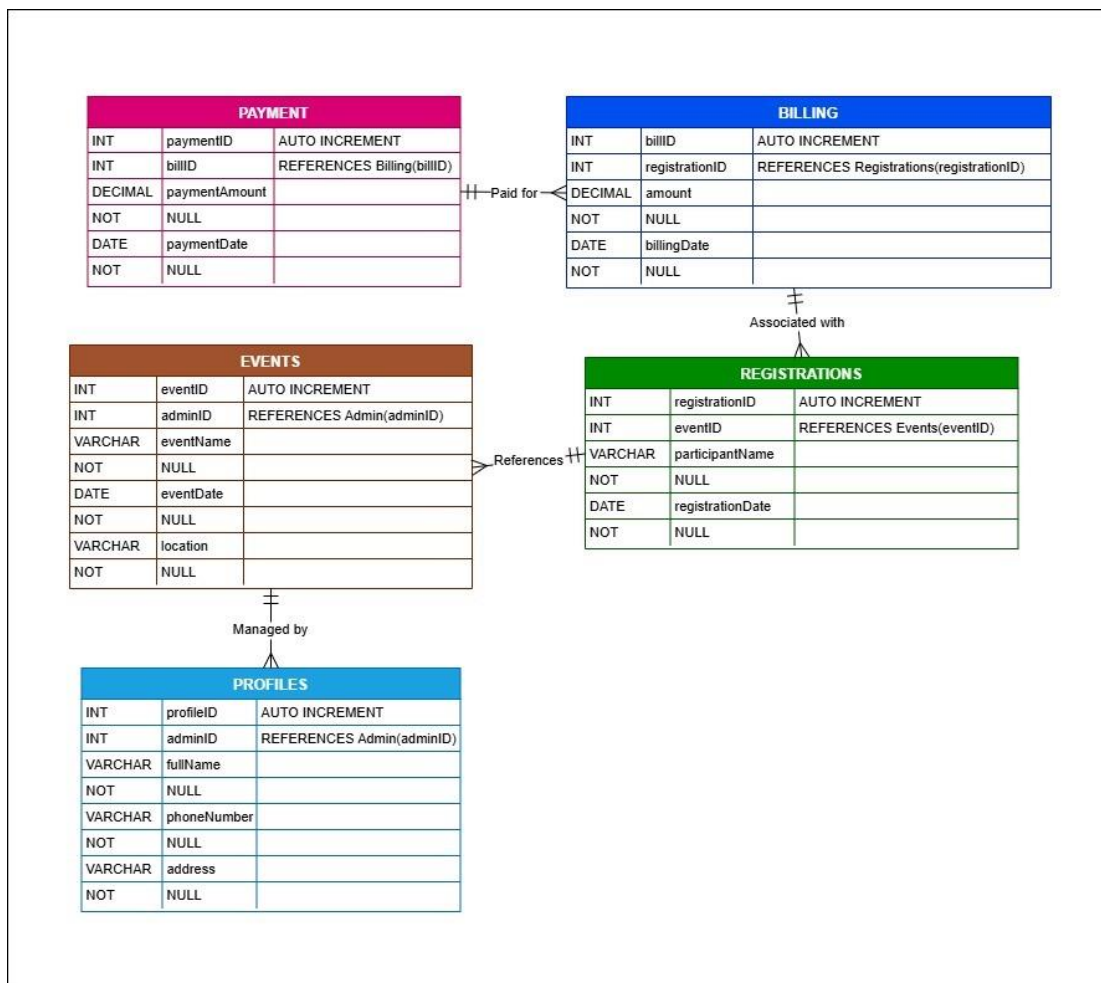 PAYMENT
INT paymentID AUTO INCREMENT
INT billID REFERENCES Billing(billID)
DECIMAL paymentAmount
NOT NULL
DATE paymentDate
NOT NULL
Paid for
BILLING
INT billID AUTO INCREMENT
INT registrationID REFERENCES Registrations(registrationID)
DECIMAL amount
NOT NULL
DATE billingDate
NOT NULL
Associated with
EVENTS
INT eventID AUTO INCREMENT
INT adminID REFERENCES Admin(adminID)
VARCHAR eventName
NOT NULL
DATE eventDate
NOT NULL
VARCHAR location
NOT NULL
References
REGISTRATIONS
INT registrationID AUTO INCREMENT
INT eventID REFERENCES Events(eventID)
VARCHAR participantName
NOT NULL
DATE registrationDate
NOT NULL
Managed by
PROFILES
INT profileID AUTO INCREMENT
INT adminID REFERENCES Admin(adminID)
VARCHAR fullName
NOT NULL
VARCHAR phoneNumber
NOT NULL
VARCHAR address
NOT NULL